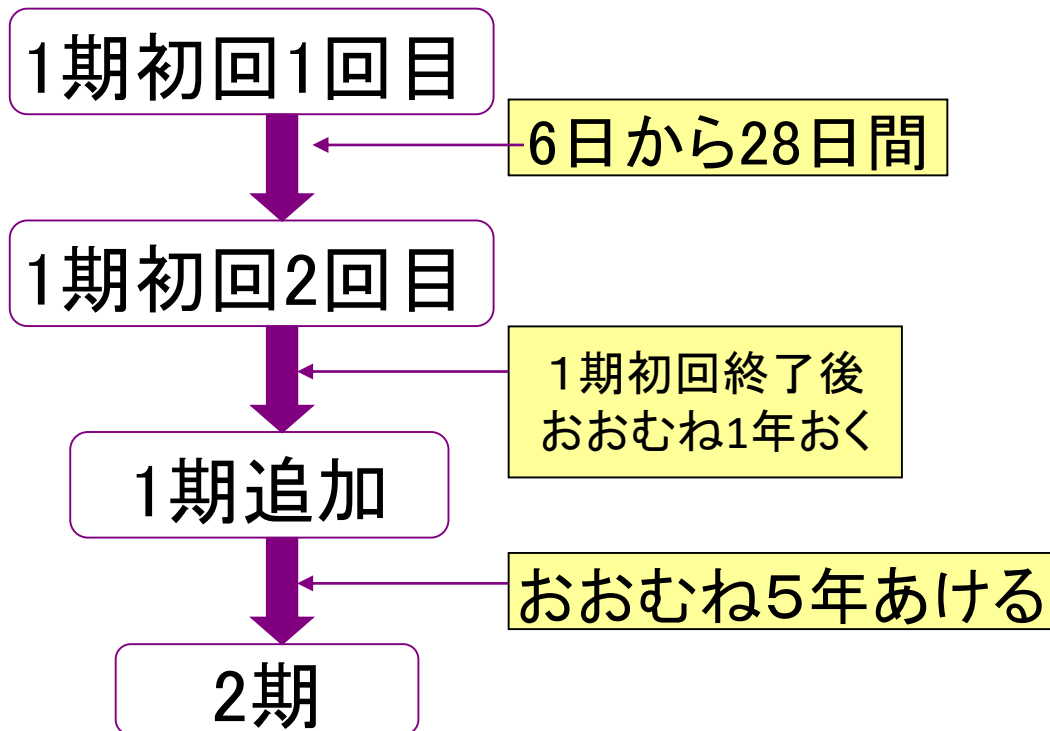 1期初回1回目
6日から28日間
1期初回2回目
１期初回終了後
おおむね1年おく
1期追加
おおむね５年あける
2期